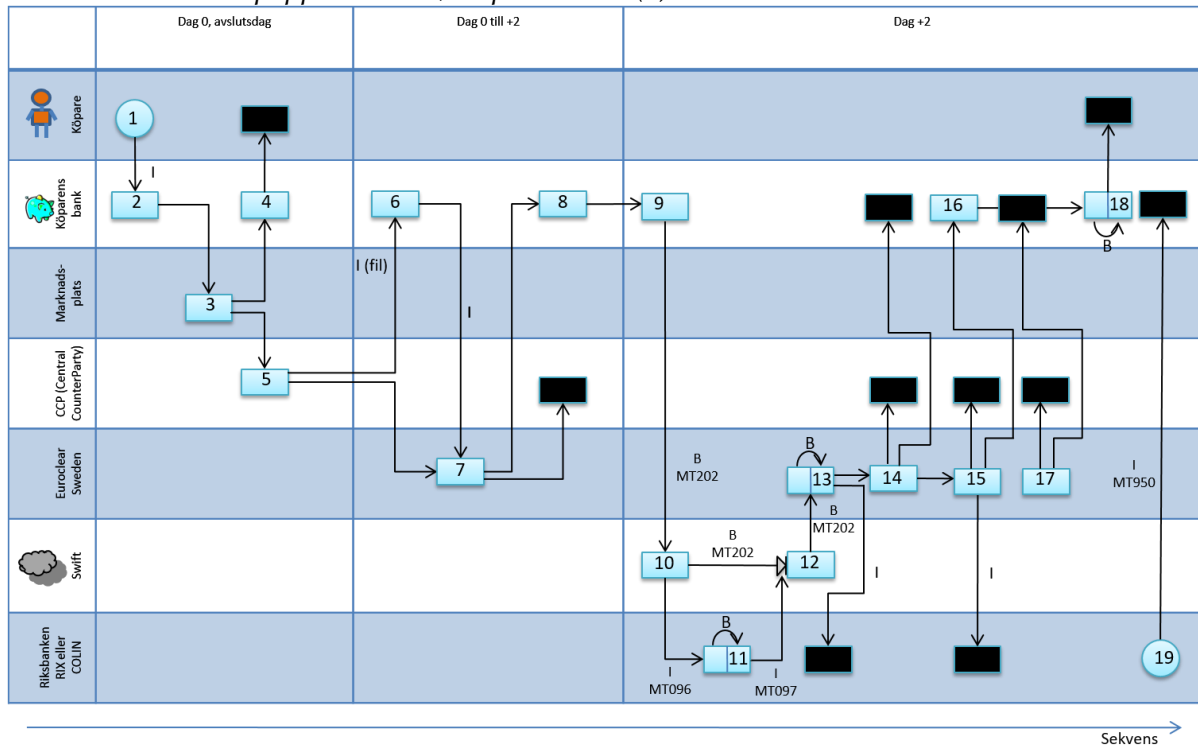 Dag 0, avslutsdag
Dag 0 till +2
Dag +2
Köpare
1
I
Köparens
bank
2
4
6
8
9
16
18
B
I (fil)
Marknads-
plats
3
I
CCP (Central
CounterParty)
5
Euroclear
Sweden
7
B
MT202
B
13
14
15
17
I
MT950
B
MT202
Swift
10
B
MT202
12
I
I
Riksbanken
RIX eller
COLIN
B
11
19
I
MT096
I
MT097
Sekvens